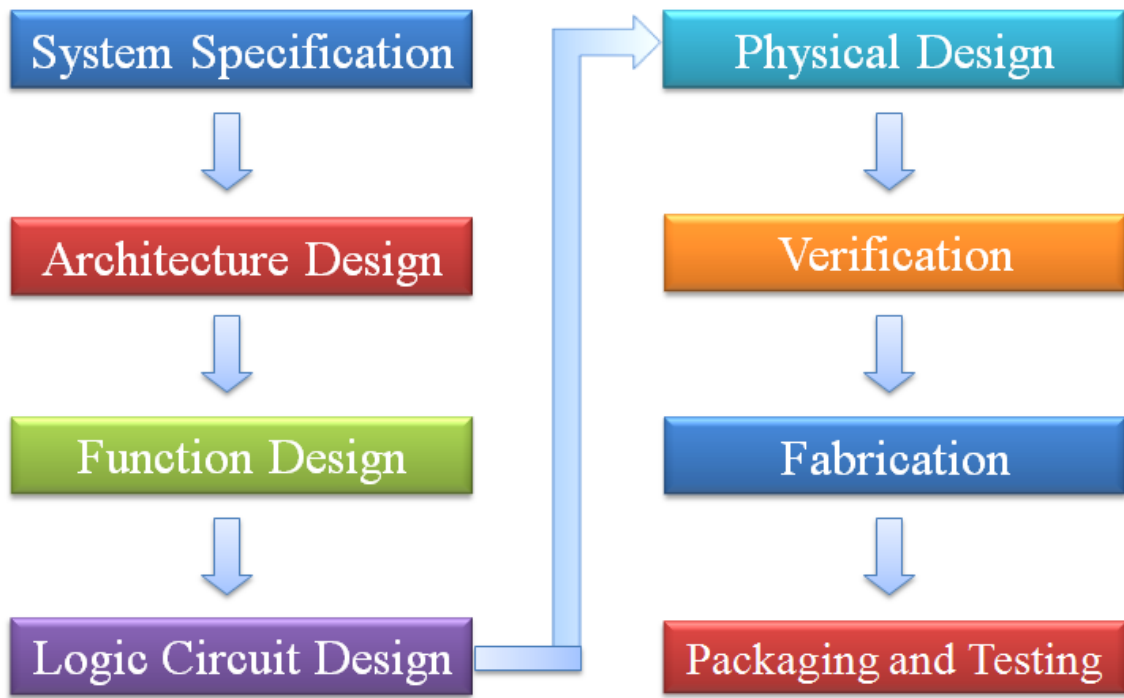 System Specification
Architecture Design
Function Design
Logic Circuit Design
Physical Design
Verification
Fabrication
Packaging and Testing